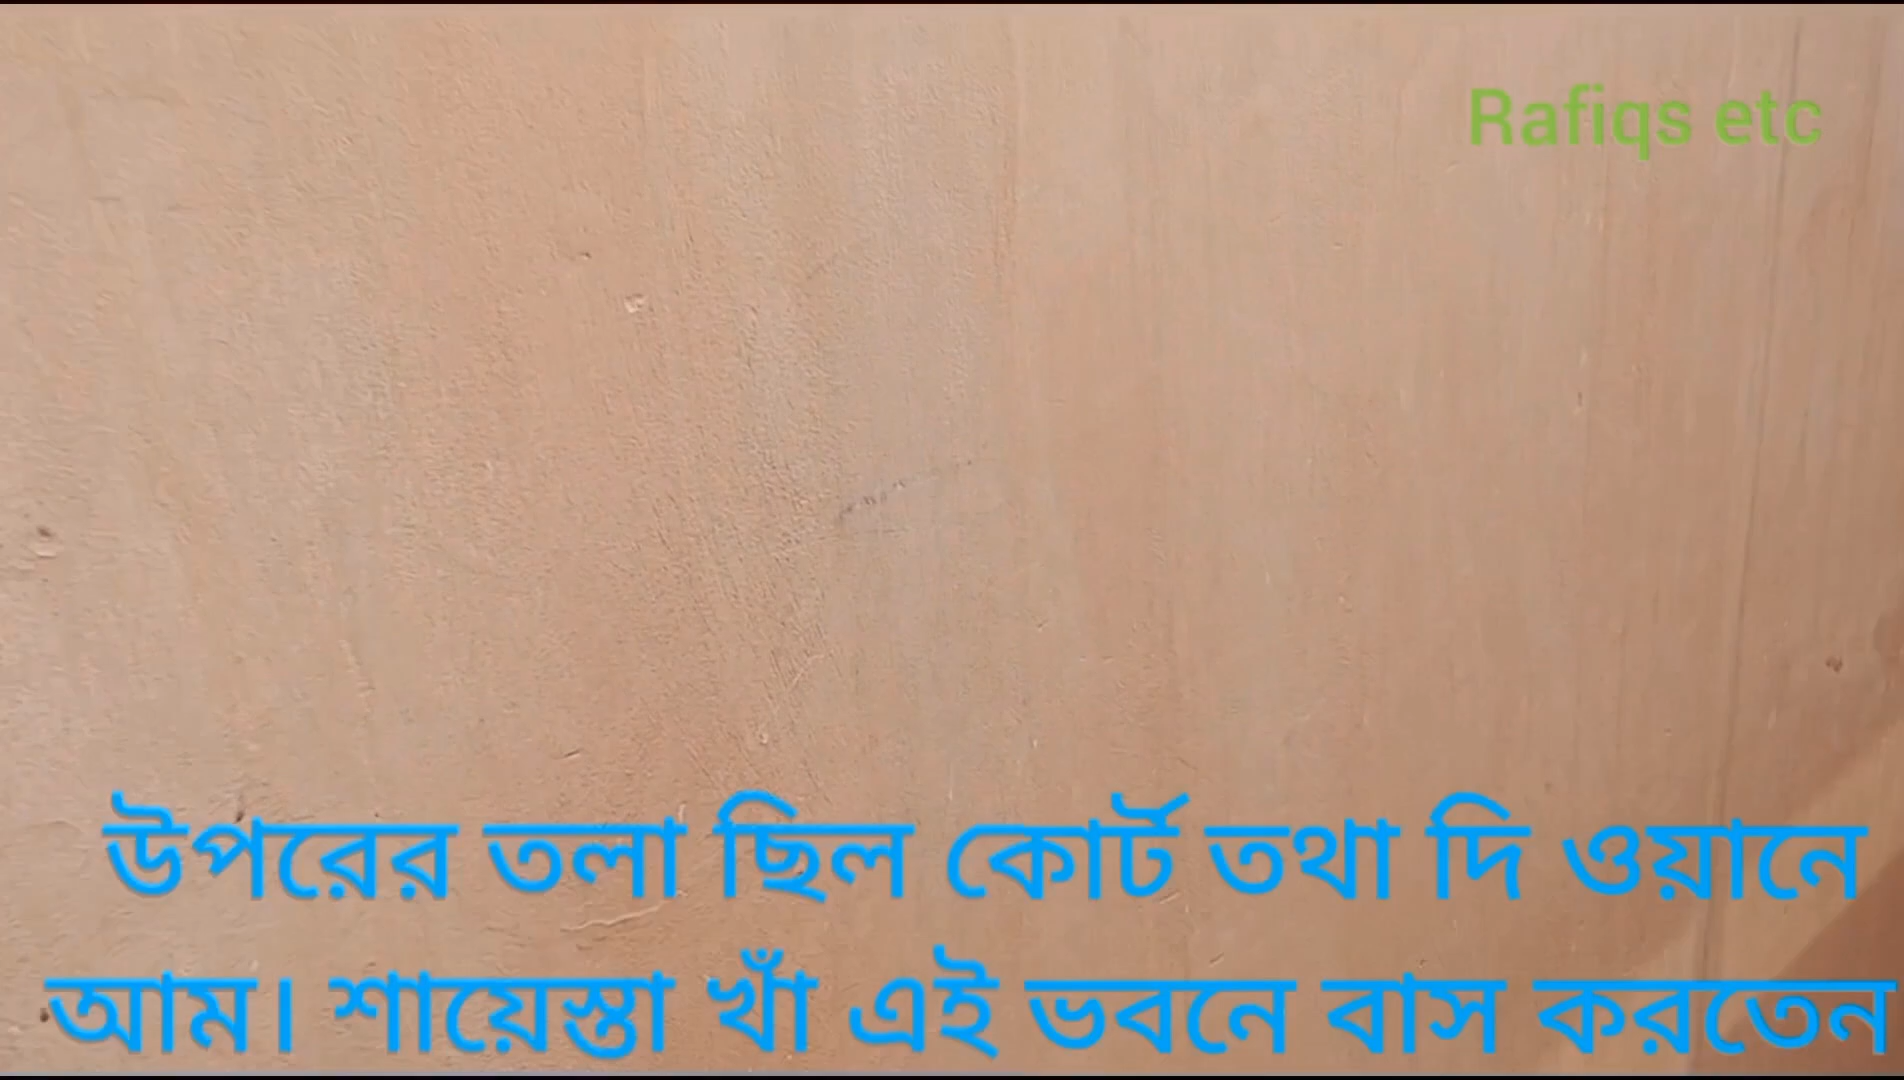 Rafiqs etc
উপরের তলা ছিল কোর্ট তথা দি ওয়ানে
আম। শায়েস্তা খাঁ এই ভবনে বাস করতেন